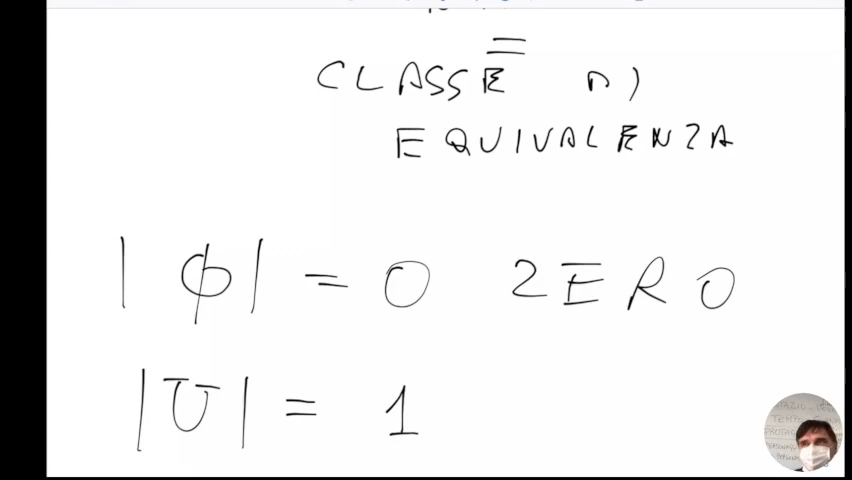 CLASSE DI
EQUIVALENZA
|ϕ| = 0 ZERO
|U| = 1